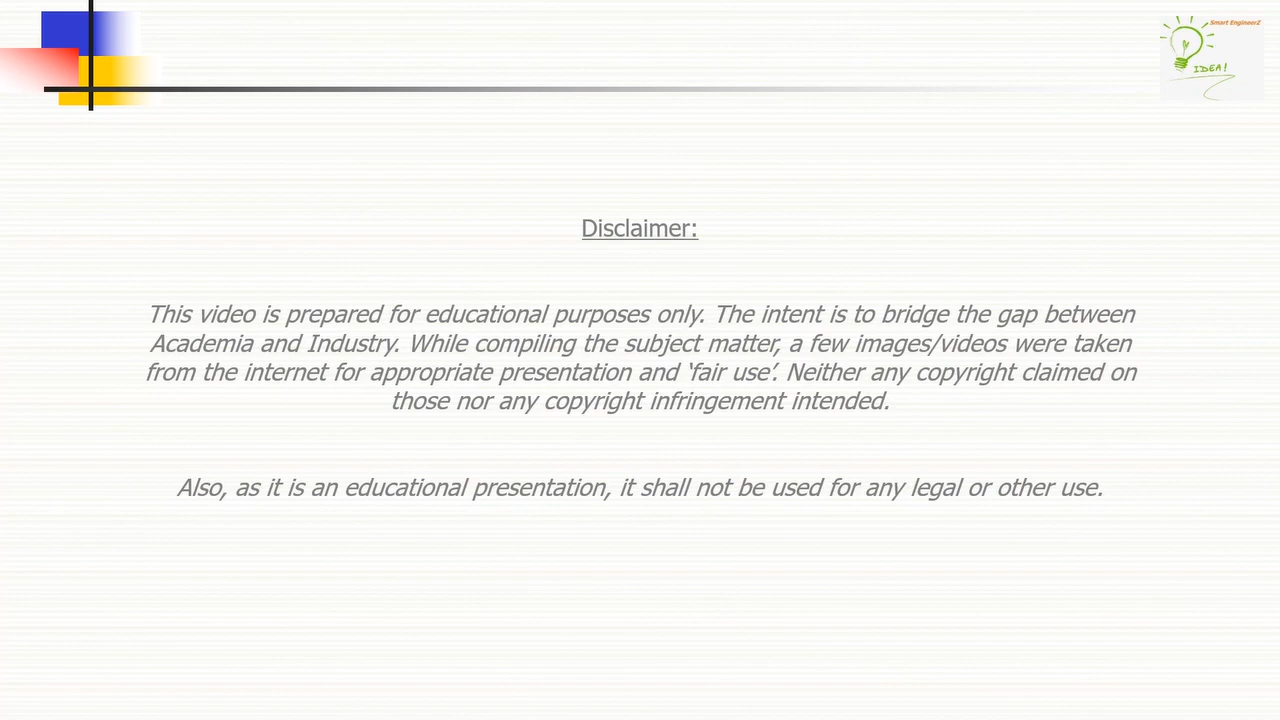 Smart EngineerZ
IDEA!
Disclaimer:
This video is prepared for educational purposes only. The intent is to bridge the gap between
Academia and Industry. While compiling the subject matter, a few images/videos were taken
from the internet for appropriate presentation and ‘fair use’. Neither any copyright claimed on
those nor any copyright infringement intended.
Also, as it is an educational presentation, it shall not be used for any legal or other use.